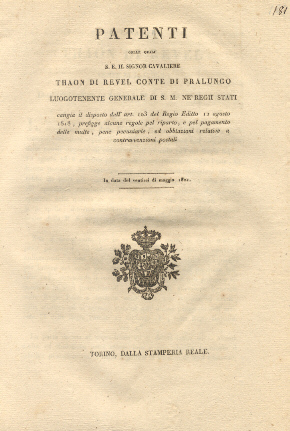 181
PATENTI
COLLE QUALI
S. E. IL SIGNOR CAVALIERE
THAON DI REVEL CONTE DI PRALUNGO
LUOGOTENENTE GENERALE DI S. M. NE' REGII STATI
cangia il disposto dell'art. 103 del Regio Editto 12 agosto
1818, prefigge alcune regole pel riparto, e pel pagamento
delle multe, pene pecuniarie, ed obblazioni relative a
contravvenzioni postali
In data del ventisei di maggio 1821.
TORINO, DALLA STAMPERIA REALE.